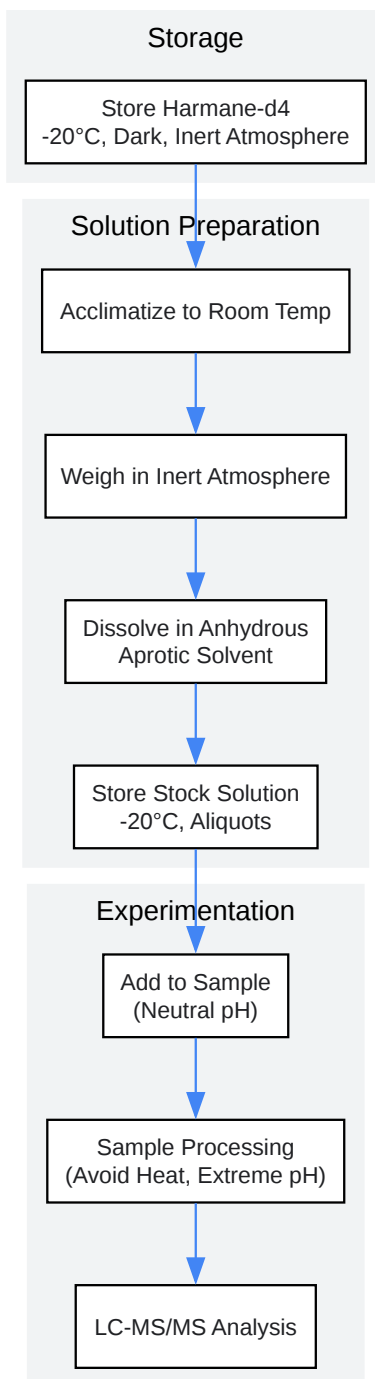 Storage
Store Harmane-d4
-20°C, Dark, Inert Atmosphere
Solution Preparation
Acclimatize to Room Temp
Weigh in Inert Atmosphere
Dissolve in Anhydrous
Aprotic Solvent
Store Stock Solution
-20°C, Aliquots
Experimentation
Add to Sample
(Neutral pH)
Sample Processing
(Avoid Heat, Extreme pH)
LC-MS/MS Analysis